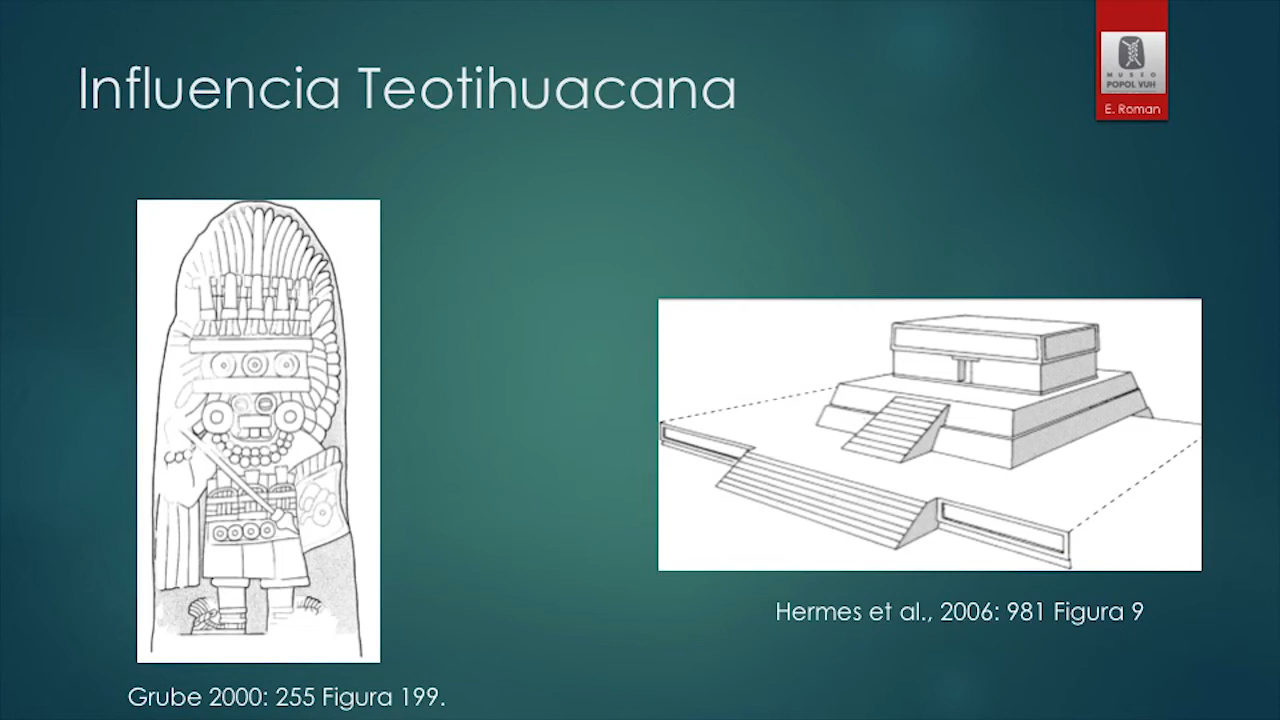 Influencia Teotihuacana
MUSEO
POPOL VUH
E. Roman
Hermes et al., 2006: 981 Figura 9
Grube 2000: 255 Figura 199.